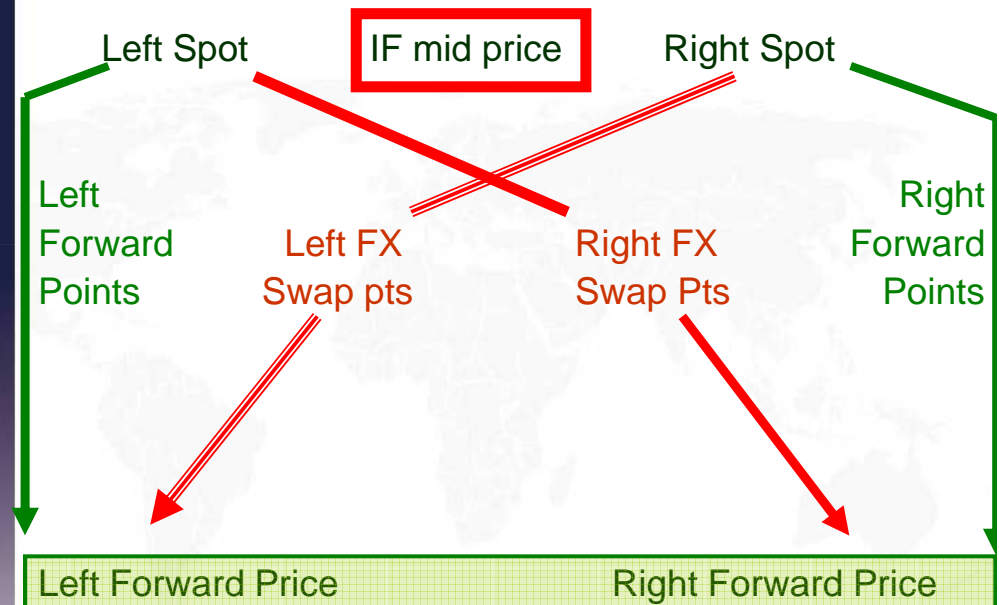 Left Spot
IF mid price
Right Spot
Left
Forward
Points
Left FX
Swap pts
Right FX
Swap Pts
Right
Forward
Points
Left Forward Price
Right Forward Price